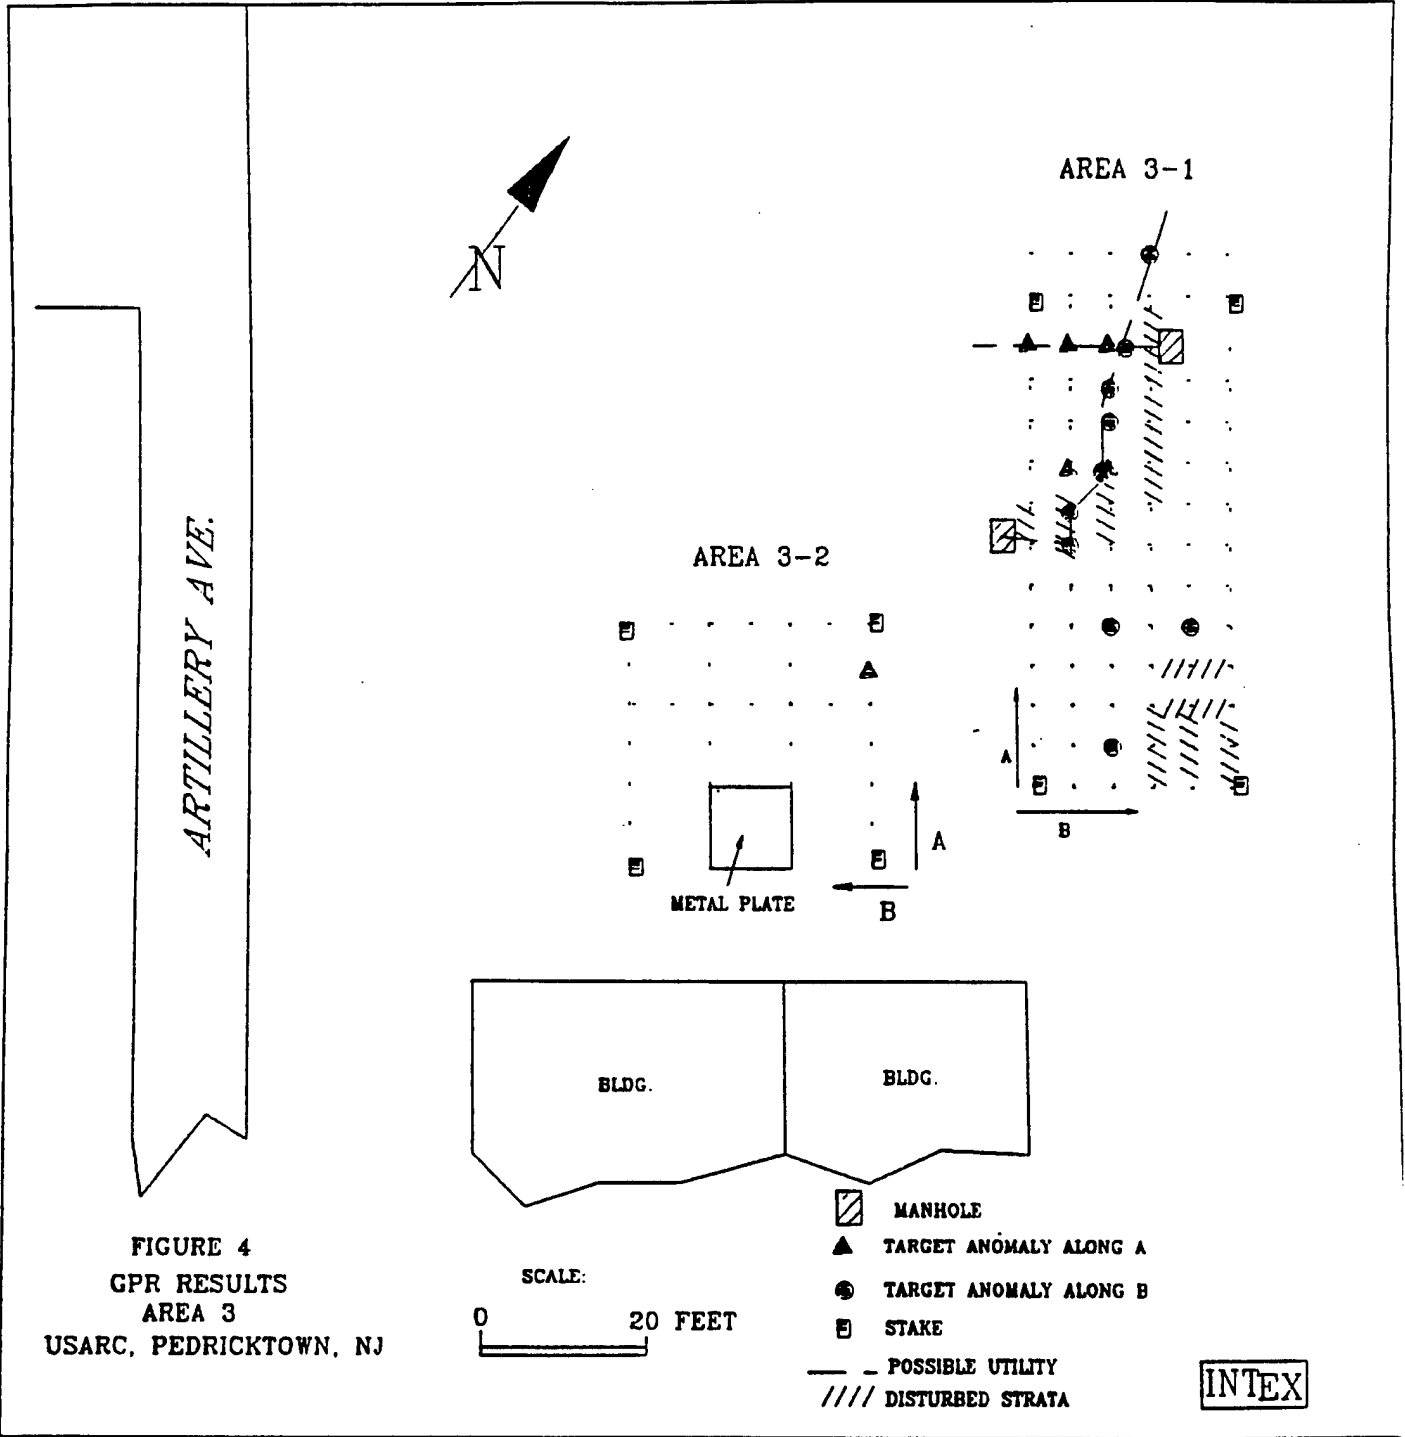 AREA 3-1
N
ARTILLERY AVE.
AREA 3-2
A
B
A
B
METAL PLATE
BLDG.
BLDG.
MANHOLE
TARGET ANOMALY ALONG A
TARGET ANOMALY ALONG B
STAKE
POSSIBLE UTILITY
DISTURBED STRATA
FIGURE 4
GPR RESULTS
AREA 3
USARC, PEDRICKTOWN, NJ
SCALE:
0 20 FEET
INTEX